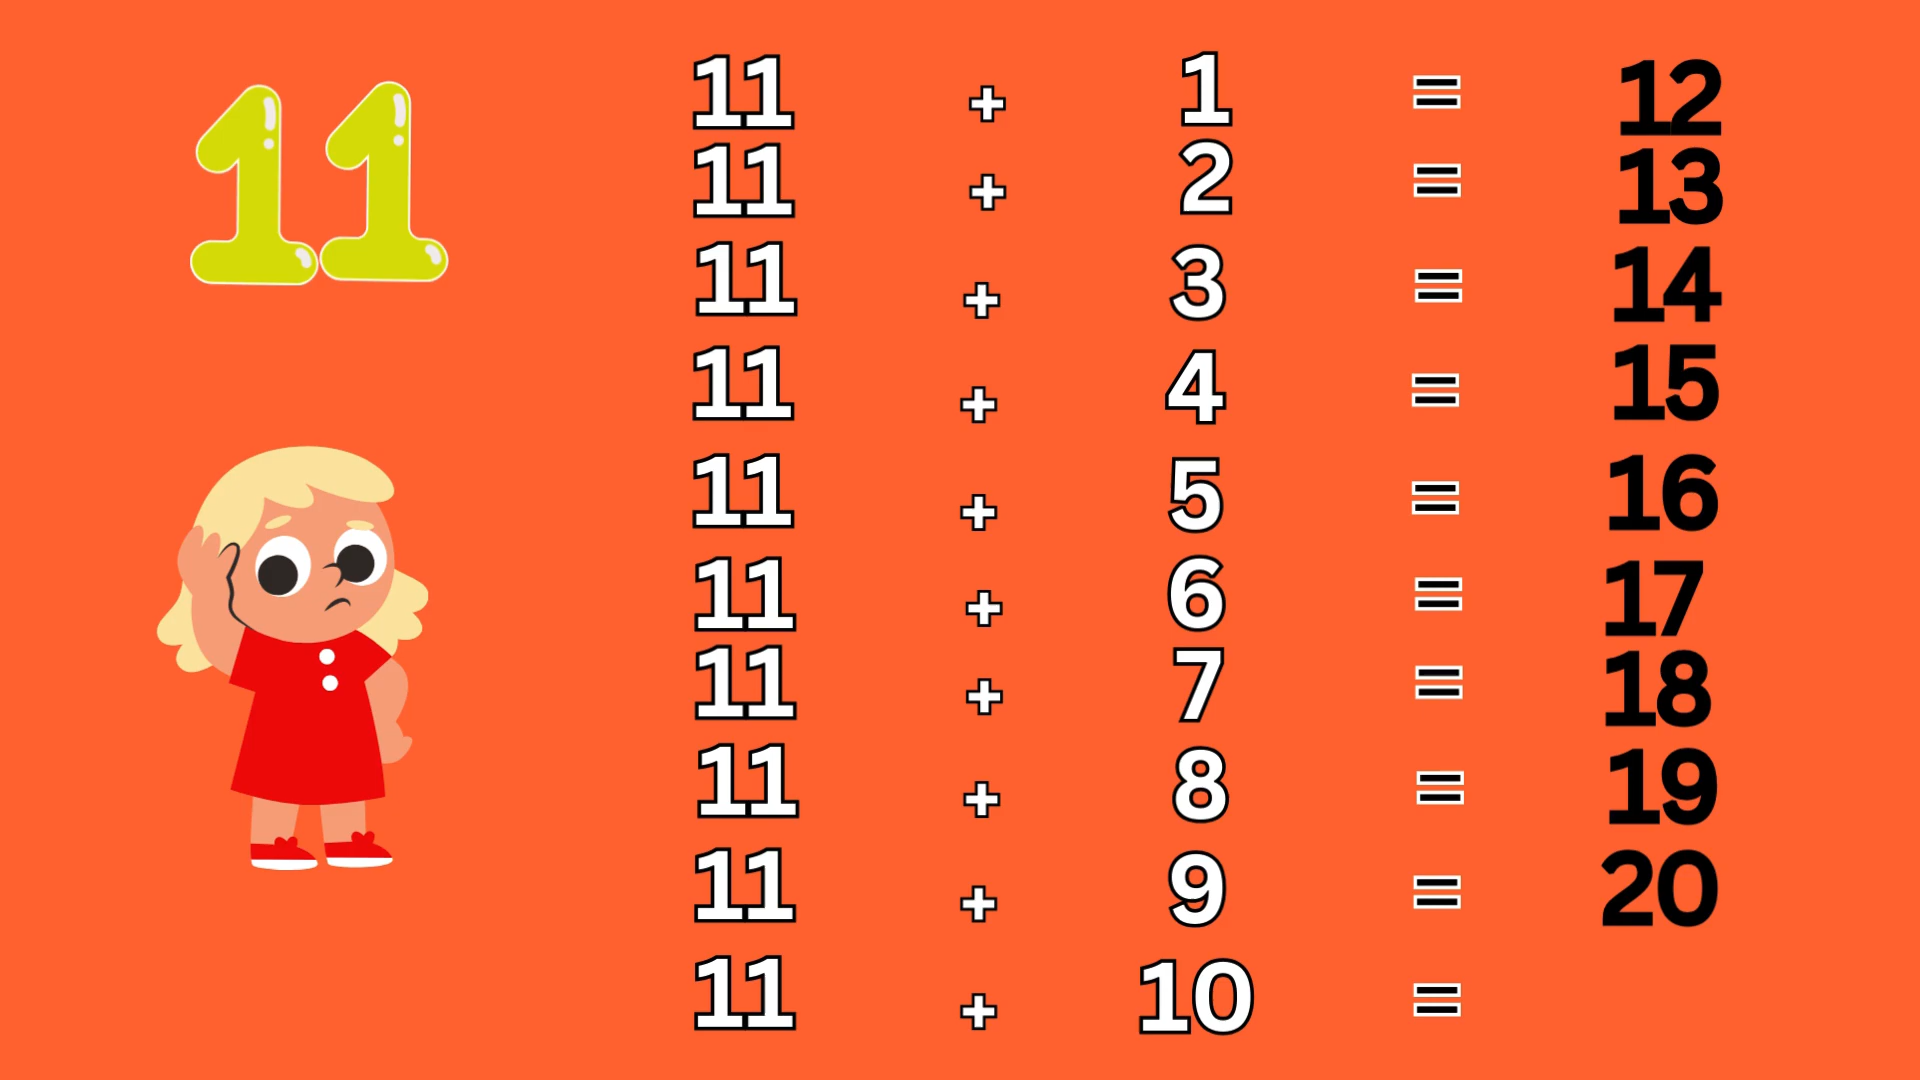 11
11 + 1 = 12
11 + 2 = 13
11 + 3 = 14
11 + 4 = 15
11 + 5 = 16
11 + 6 = 17
11 + 7 = 18
11 + 8 = 19
11 + 9 = 20
11 + 10 =